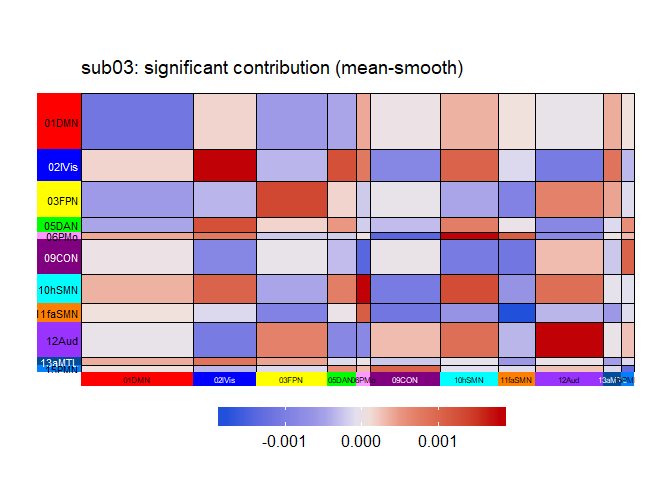 sub03: significant contribution (mean-smooth)
01DMN
02lVis
03FPN
05DAN
06PMo
09CON
10hSMN
11faSMN
12Aud
13aMTL
15PMN
01DMN 02lVis 03FPN 05DAN 06PMo 09CON 10hSMN 11faSMN 12Aud 13aMTL
-0.001 0.000 0.001